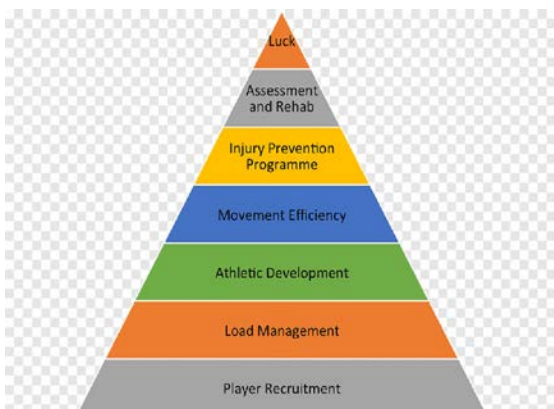 Luck
Assessment
and Rehab
Injury Prevention
Programme
Movement Efficiency
Athletic Development
Load Management
Player Recruitment